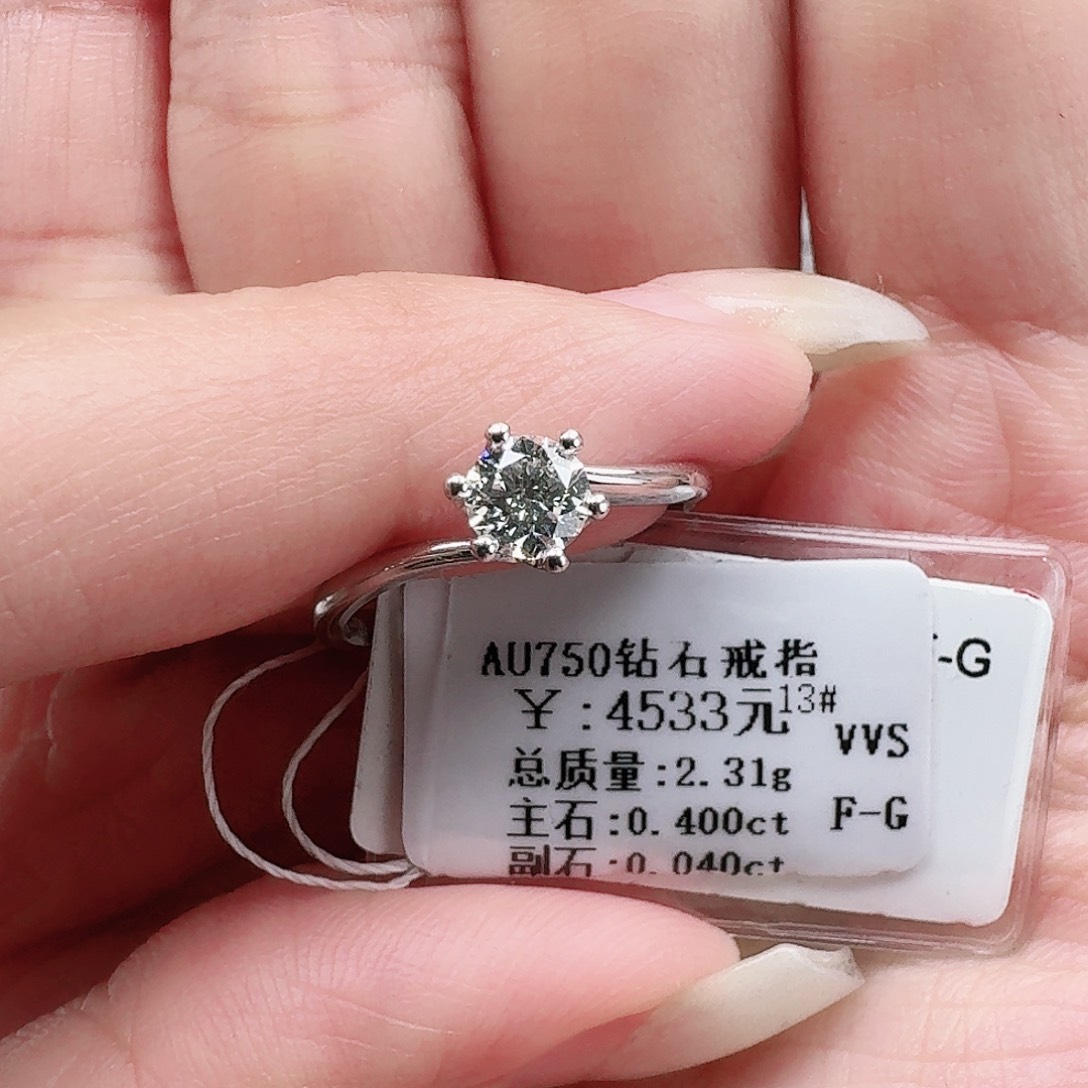 AU750钻石戒指
￥:4533元13#
VVS
总质量:2.31g
主石:0.400ct F-G
副石:0.040ct
-G